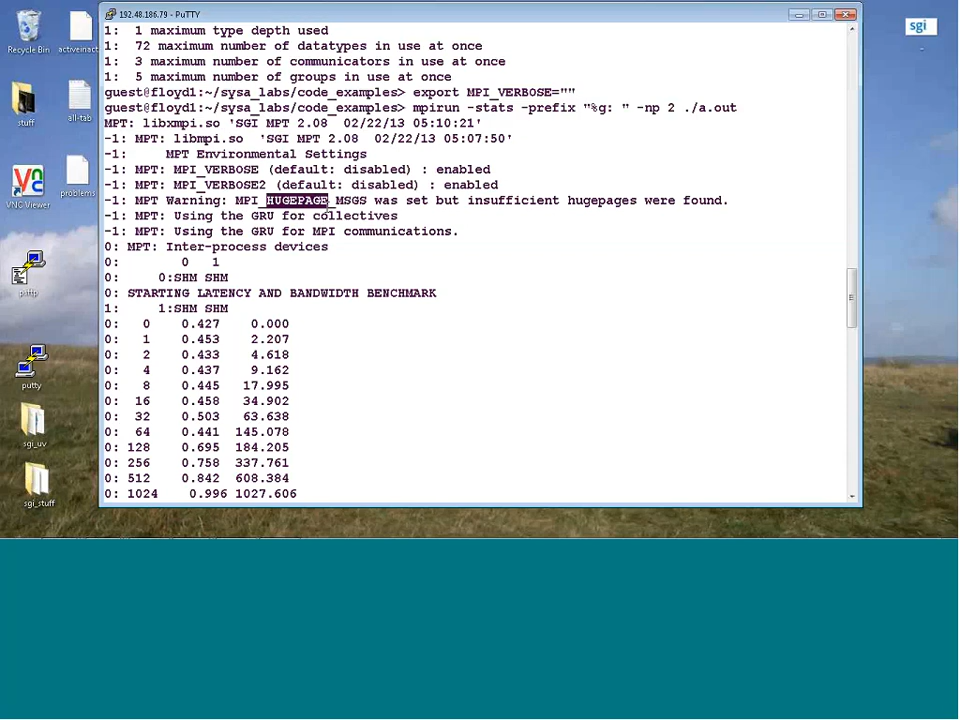 192.48.186.79 - PuTTY
1:  1 maximum type depth used
1:  72 maximum number of datatypes in use at once
1:  3 maximum number of communicators in use at once
1:  5 maximum number of groups in use at once
guest@floyd1:~/sysa_labs/code_examples> export MPI_VERBOSE=""
guest@floyd1:~/sysa_labs/code_examples> mpirun -stats -prefix "%g: " -np 2 ./a.out
MPT: libxmpi.so 'SGI MPT 2.08  02/22/13 05:10:21'
-1: MPT: libmpi.so  'SGI MPT 2.08  02/22/13 05:07:50'
-1:     MPT Environmental Settings
-1: MPT: MPI_VERBOSE (default: disabled) : enabled
-1: MPT: MPI_VERBOSE2 (default: disabled) : enabled
-1: MPT Warning: MPI_HUGEPAGE_MSGS was set but insufficient hugepages were found.
-1: MPT: Using the GRU for collectives
-1: MPT: Using the GRU for MPI communications.
0: MPT: Inter-process devices
0:         0   1
0:      0:SHM SHM
0: STARTING LATENCY AND BANDWIDTH BENCHMARK
1:      1:SHM SHM
0:    0    0.427    0.000
0:    1    0.453    2.207
0:    2    0.433    4.618
0:    4    0.437    9.162
0:    8    0.445   17.995
0:   16    0.458   34.902
0:   32    0.503   63.638
0:   64    0.441  145.078
0:  128    0.695  184.205
0:  256    0.758  337.761
0:  512    0.842  608.384
0: 1024     0.996 1027.606
Recycle Bin
activeinact
stuff
all-tab
VNC
VNC Viewer
problems
psftp
putty
sgi_uv
sgi_stuff
sgi